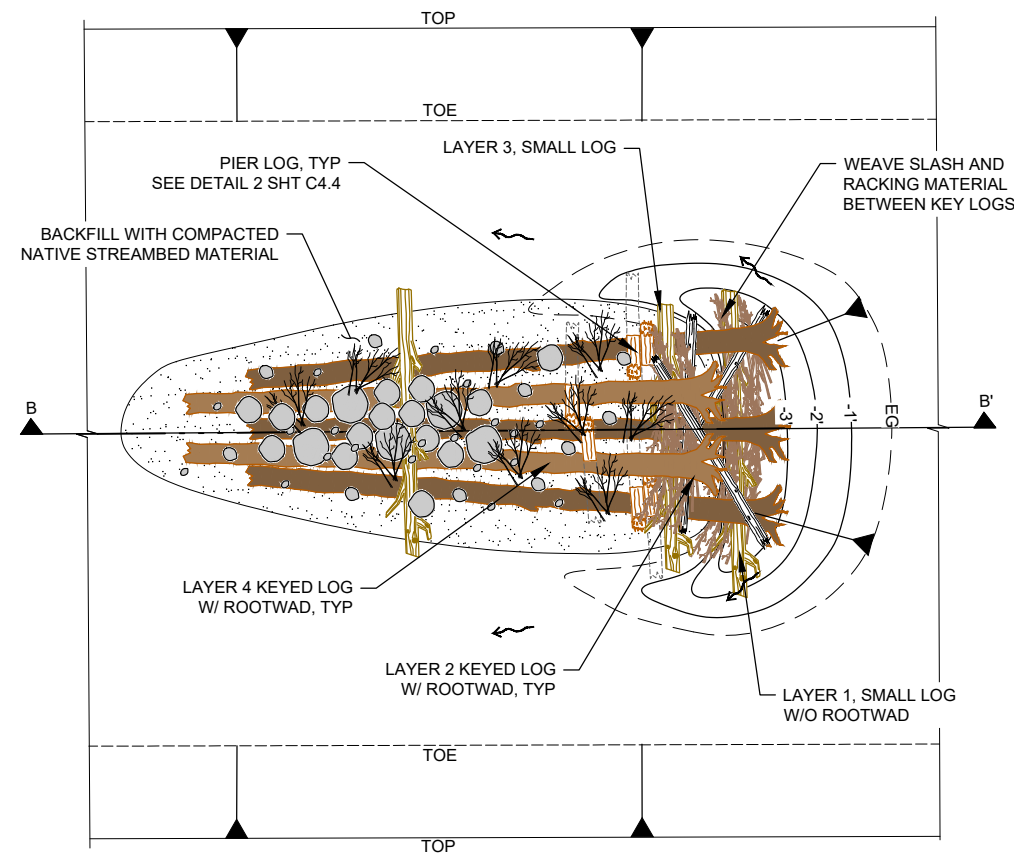 TOP
TOE
LAYER 3, SMALL LOG
PIER LOG, TYP
SEE DETAIL 2 SHT C4.4
WEAVE SLASH AND
RACKING MATERIAL
BETWEEN KEY LOGS
BACKFILL WITH COMPACTED
NATIVE STREAMBED MATERIAL
B
-3'
-2'
-1'
EG
B'
LAYER 4 KEYED LOG
W/ ROOTWAD, TYP
LAYER 2 KEYED LOG
W/ ROOTWAD, TYP
LAYER 1, SMALL LOG
W/O ROOTWAD
TOE
TOP